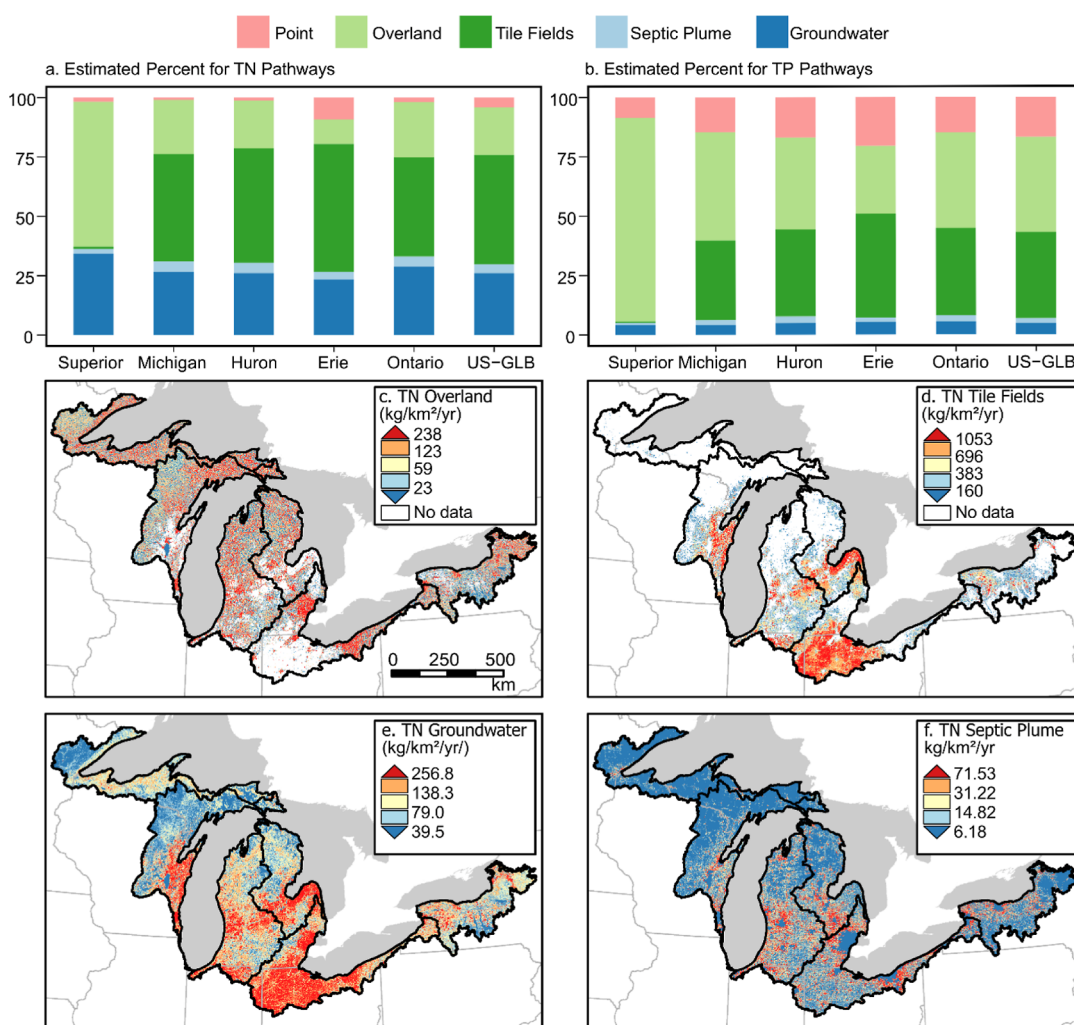 Point Overland Tile Fields Septic Plume Groundwater
a. Estimated Percent for TN Pathways
100
75
50
25
0
Superior Michigan Huron Erie Ontario US-GLB
b. Estimated Percent for TP Pathways
100
75
50
25
0
Superior Michigan Huron Erie Ontario US-GLB
c. TN Overland
(kg/km²/yr)
238
123
59
23
No data
0 250 500
km
d. TN Tile Fields
(kg/km²/yr)
1053
696
383
160
No data
e. TN Groundwater
(kg/km²/yr/)
256.8
138.3
79.0
39.5
f. TN Septic Plume
kg/km²/yr
71.53
31.22
14.82
6.18